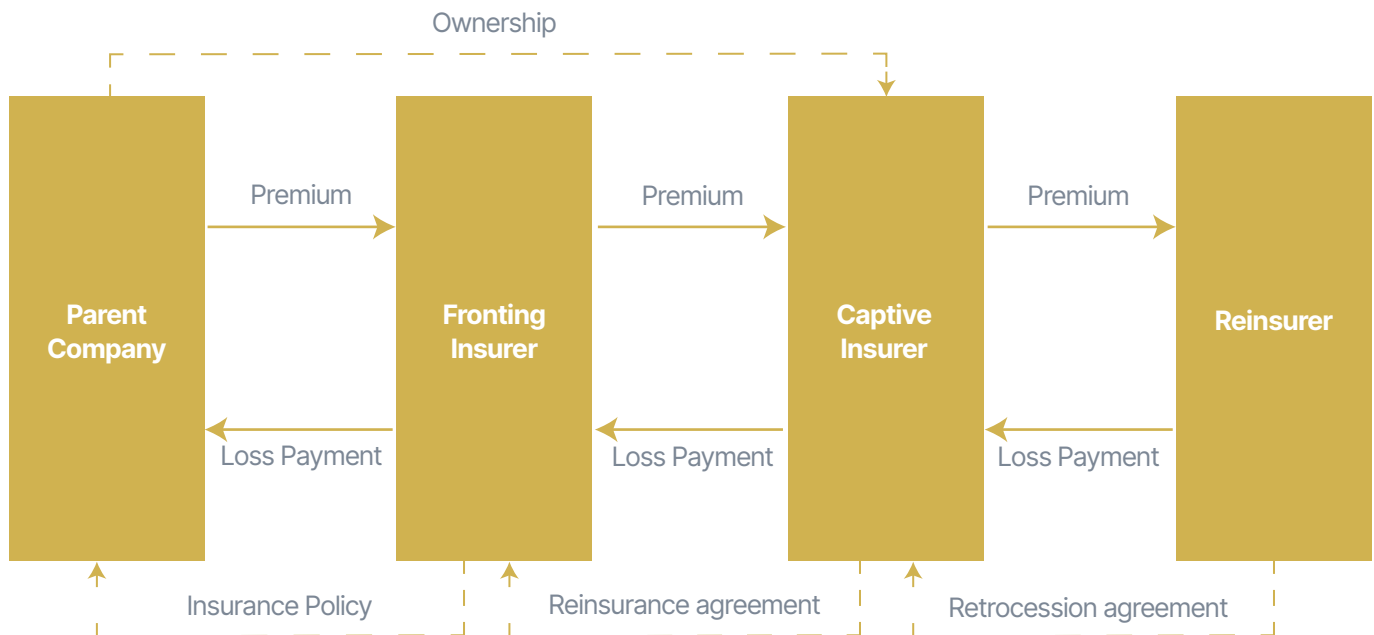 Ownership
Premium
Premium
Premium
Parent
Company
Fronting
Insurer
Captive
Insurer
Reinsurer
Loss Payment
Loss Payment
Loss Payment
Insurance Policy
Reinsurance agreement
Retrocession agreement